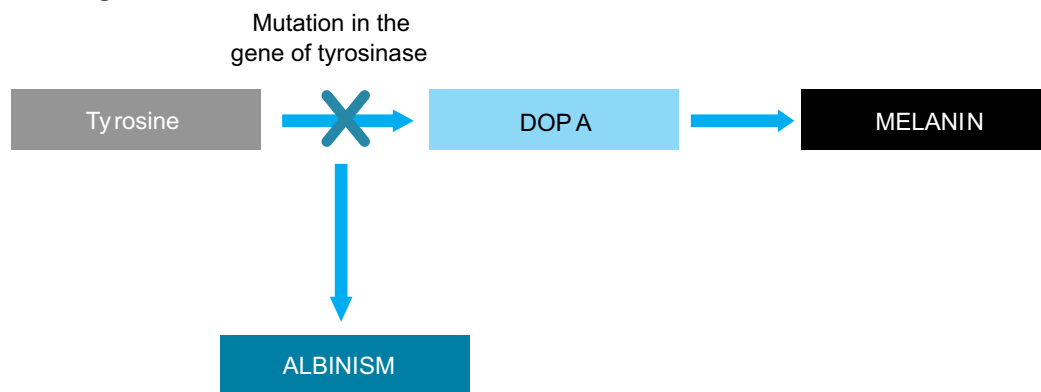 Mutation in the
gene of tyrosinase
Tyrosine
DOPA
MELANIN
ALBINISM